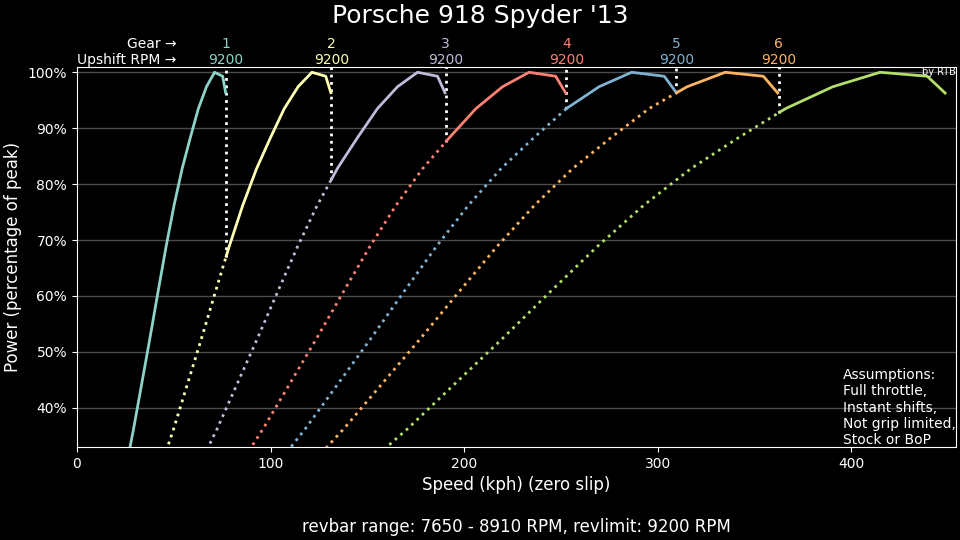 Porsche 918 Spyder '13
Gear → 1 2 3 4 5 6
Upshift RPM → 9200 9200 9200 9200 9200 9200
by RTB
100%
90%
80%
70%
60%
50%
40%
Power (percentage of peak)
Assumptions:
Full throttle,
Instant shifts,
Not grip limited,
Stock or BoP
0 100 200 300 400
Speed (kph) (zero slip)
revbar range: 7650 - 8910 RPM, revlimit: 9200 RPM